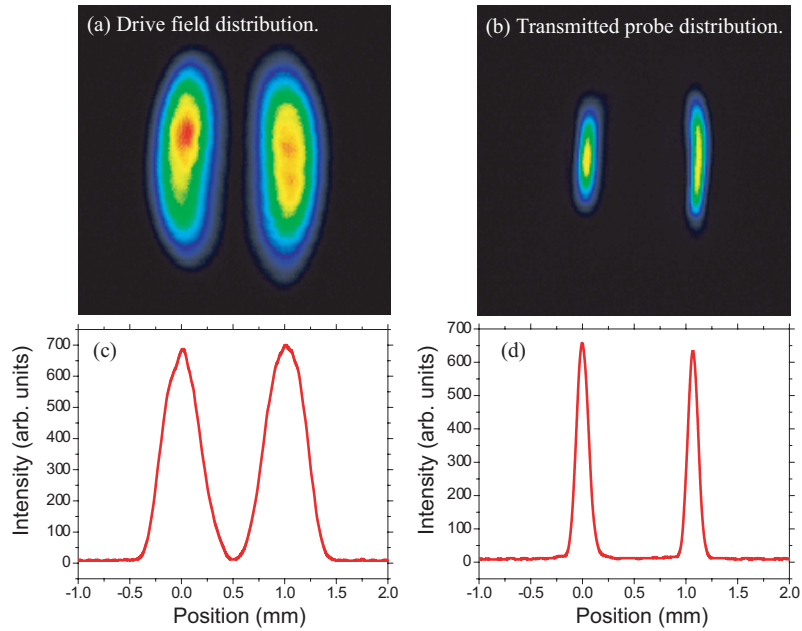 (a) Drive field distribution.
(b) Transmitted probe distribution.
(c)
700
600
500
400
300
200
100
0
Intensity (arb. units)
-1.0 -0.5 0.0 0.5 1.0 1.5 2.0
Position (mm)
(d)
700
600
500
400
300
200
100
0
Intensity (arb. units)
-1.0 -0.5 0.0 0.5 1.0 1.5 2.0
Position (mm)